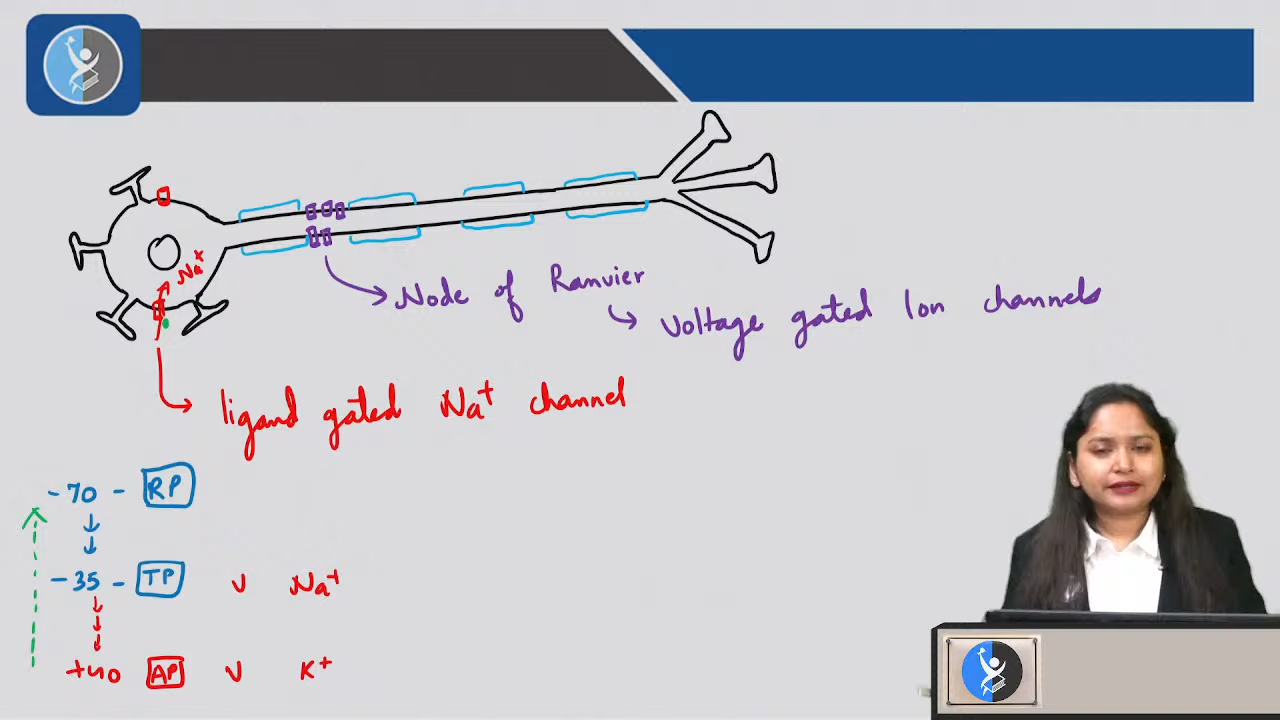 Na+
Node of Ranvier
Voltage gated Ion channels
ligand gated Na+ channel
-70 - RP
-35 - TP V Na+
+40 AP V K+